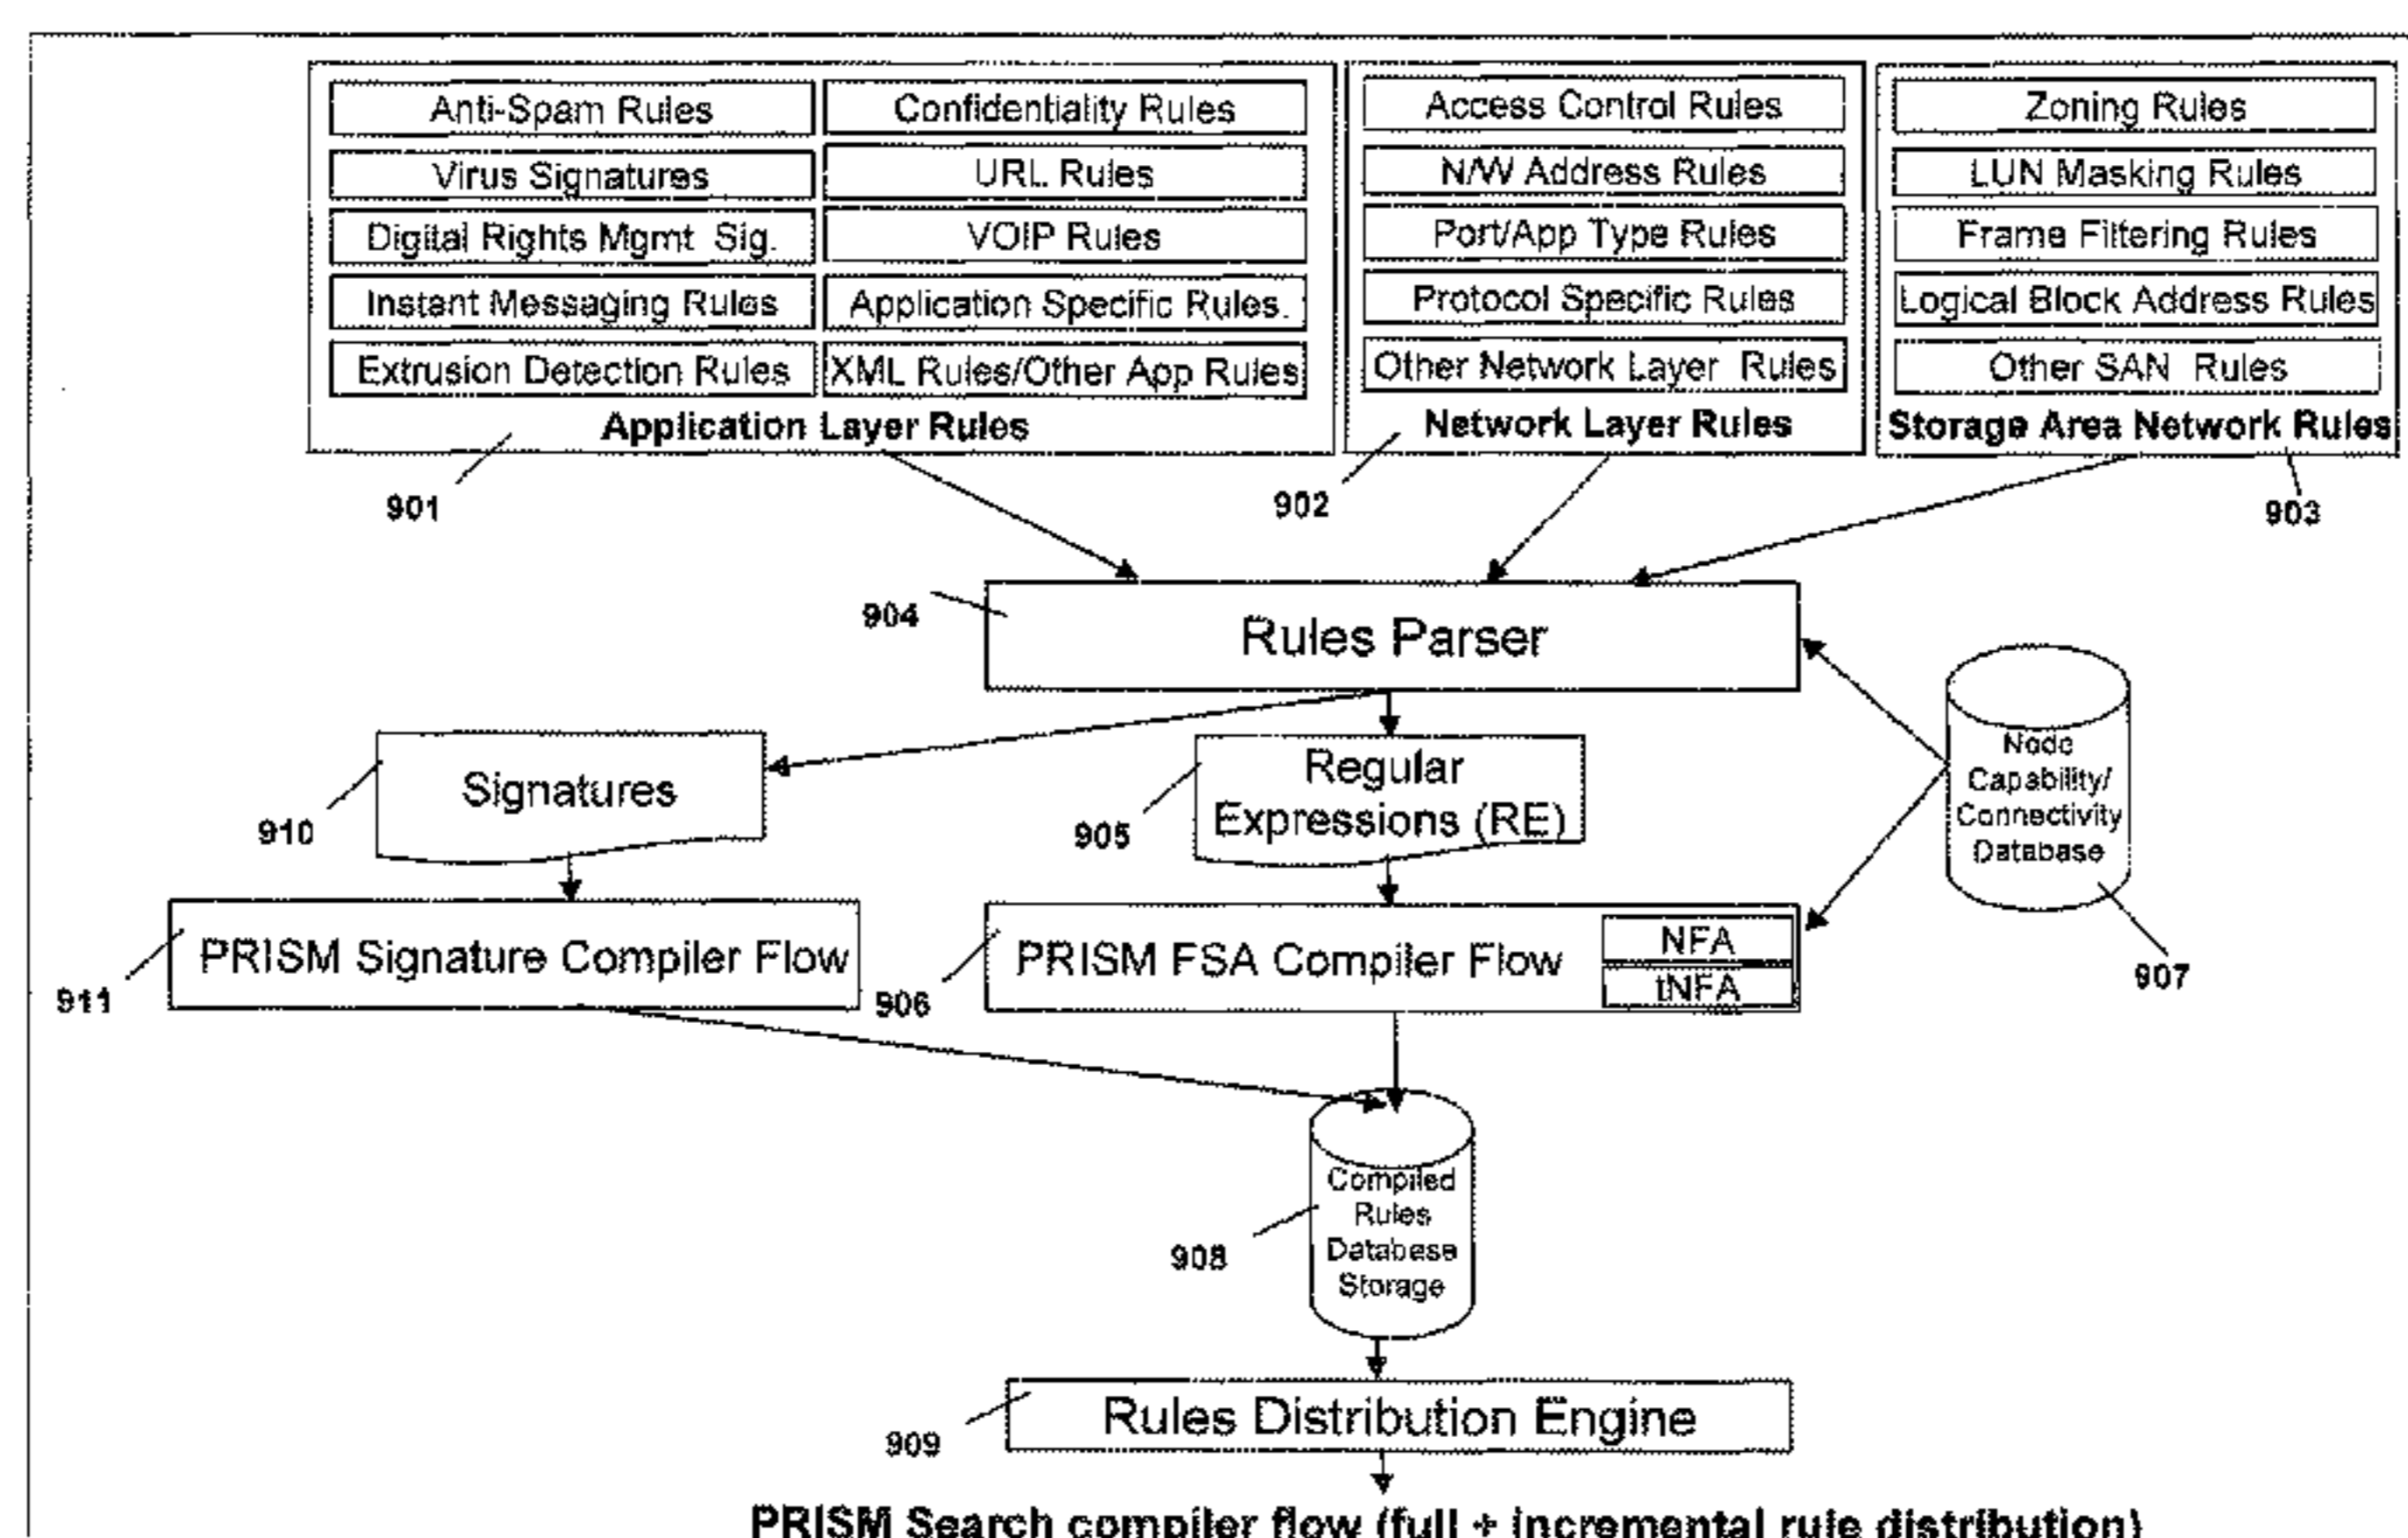 Anti-Spam Rules
Confidentiality Rules
Virus Signatures
URL Rules
Digital Rights Mgmt Sig.
VOIP Rules
Instant Messaging Rules
Application Specific Rules.
Extrusion Detection Rules
XML Rules/Other App Rules
Application Layer Rules
Access Control Rules
N/W Address Rules
Port/App Type Rules
Protocol Specific Rules
Other Network Layer Rules
Network Layer Rules
Zoning Rules
LUN Masking Rules
Frame Filtering Rules
Logical Block Address Rules
Other SAN Rules
Storage Area Network Rules
901
902
903
904
Rules Parser
Signatures
910
Regular
Expressions (RE)
905
Node
Capability/
Connectivity
Database
907
PRISM Signature Compiler Flow
911
PRISM FSA Compiler Flow
NFA
tNFA
906
Compiled
Rules
Database
Storage
908
Rules Distribution Engine
909
PRISM Search compiler flow (full + incremental rule distribution)